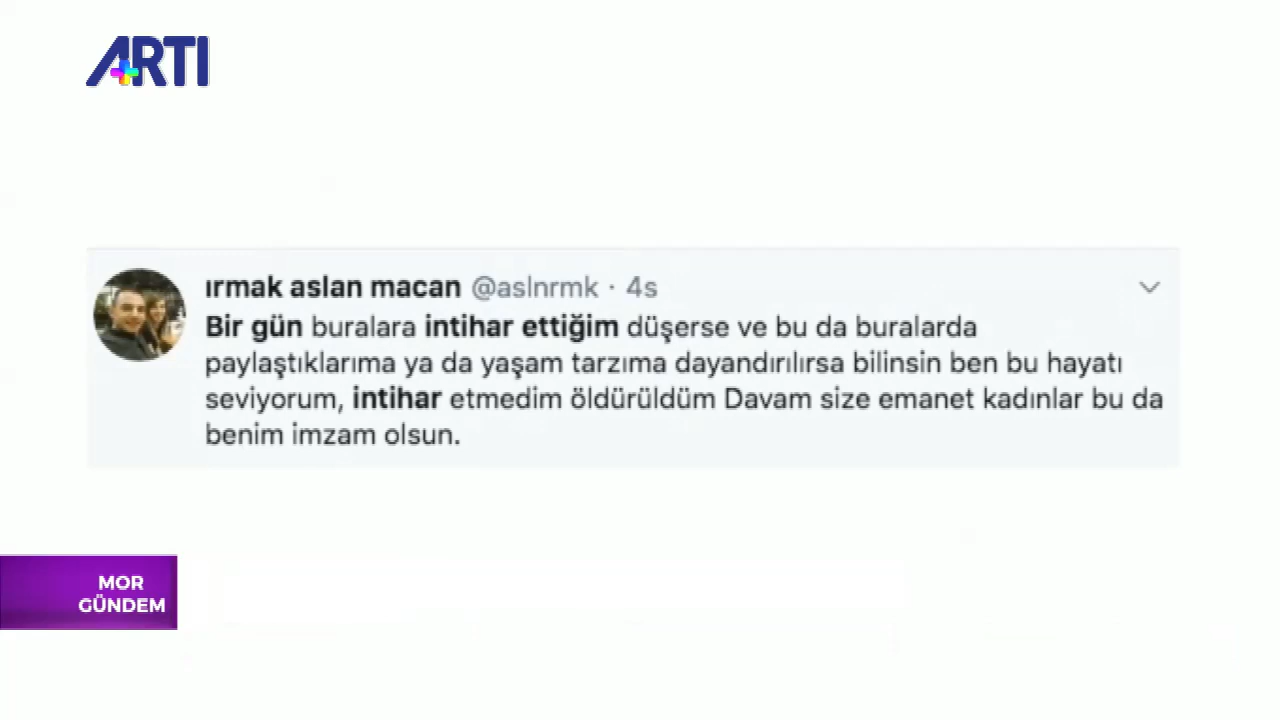 ARTI
ırmak aslan macan @aslnrmk · 4s
Bir gün buralara intihar ettiğim düşerse ve bu da buralarda
paylaştıklarıma ya da yaşam tarzıma dayandırılırsa bilinsin ben bu hayatı
seviyorum, intihar etmedim öldürüldüm Davam size emanet kadınlar bu da
benim imzam olsun.
MOR
GÜNDEM